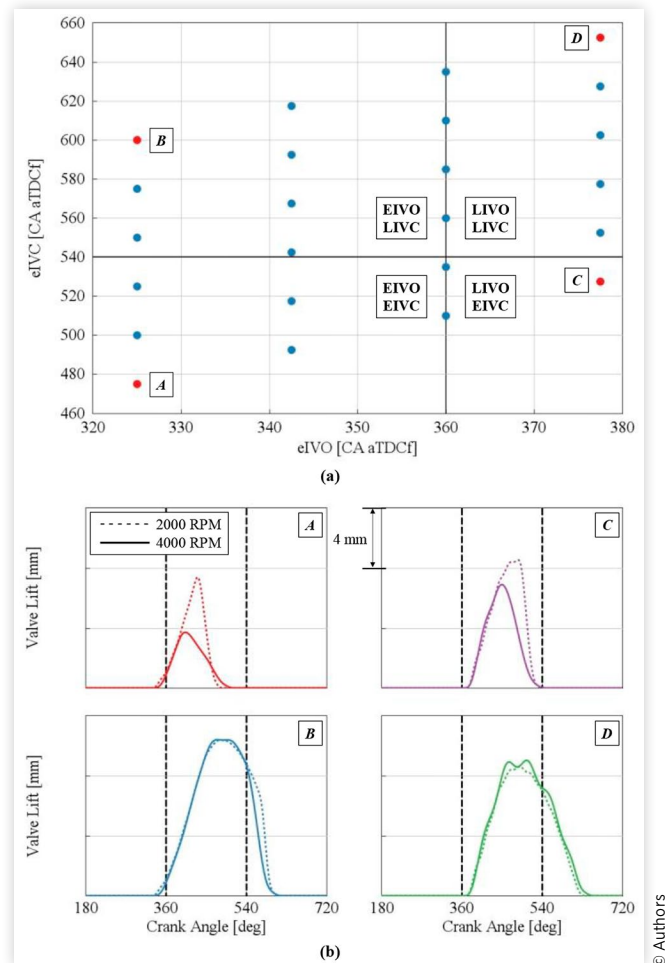 660
640
D
620
600
B
580
eIVC [CA aTDCf]
560
EIVO
LIVC
LIVO
LIVC
540
EIVO
EIVC
LIVO
EIVC
C
520
500
480
A
460
320 330 340 350 360 370 380
eIVO [CA aTDCf]
(a)
2000 RPM
4000 RPM
A
4 mm
C
Valve Lift [mm]
B
D
Valve Lift [mm]
180 360 540 720
180 360 540 720
Crank Angle [deg]
Crank Angle [deg]
(b)
© Authors